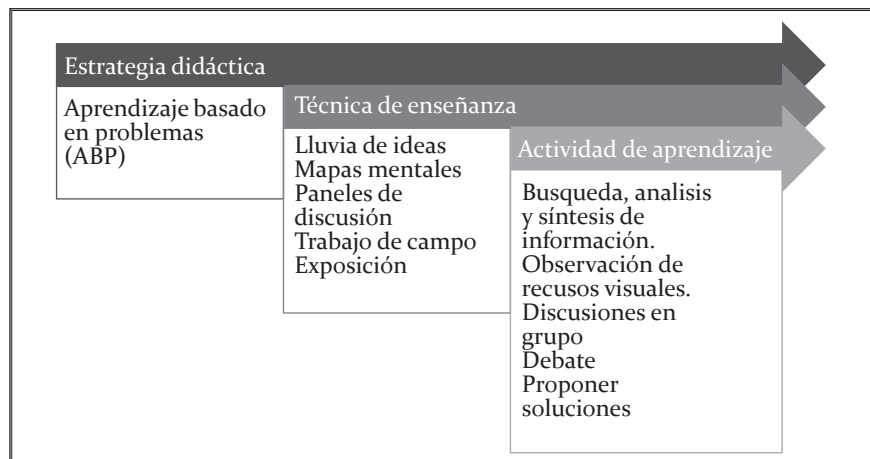 Estrategia didáctica
Aprendizaje basado
en problemas
(ABP)
Técnica de enseñanza
Lluvia de ideas
Mapas mentales
Paneles de
discusión
Trabajo de campo
Exposición
Actividad de aprendizaje
Busqueda, analisis
y síntesis de
información.
Observación de
recusos visuales.
Discusiones en
grupo
Debate
Proponer
soluciones